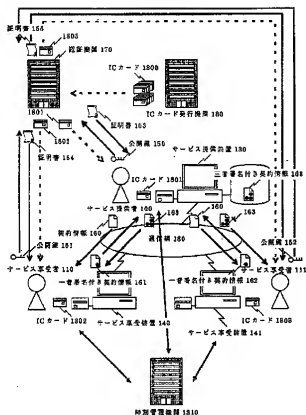 証明書 155
1803
認証機関 170
ICカード 1800
1801
ICカード発行機関 180
1802
証明書 153
公開鍵 150
サービス提供装置 130
証明書 154
ICカード 1801
三者署名付き契約情報 168
サービス提供者 100
160
163
契約情報 160
通信網 360
公開鍵 151
公開鍵 152
サービス享受者 110
一者署名付き契約情報 161
一者署名付き契約情報 162
サービス享受者 111
ICカード 1802
サービス享受装置 140
サービス享受装置 141
ICカード 1803
時刻管理機関 1310